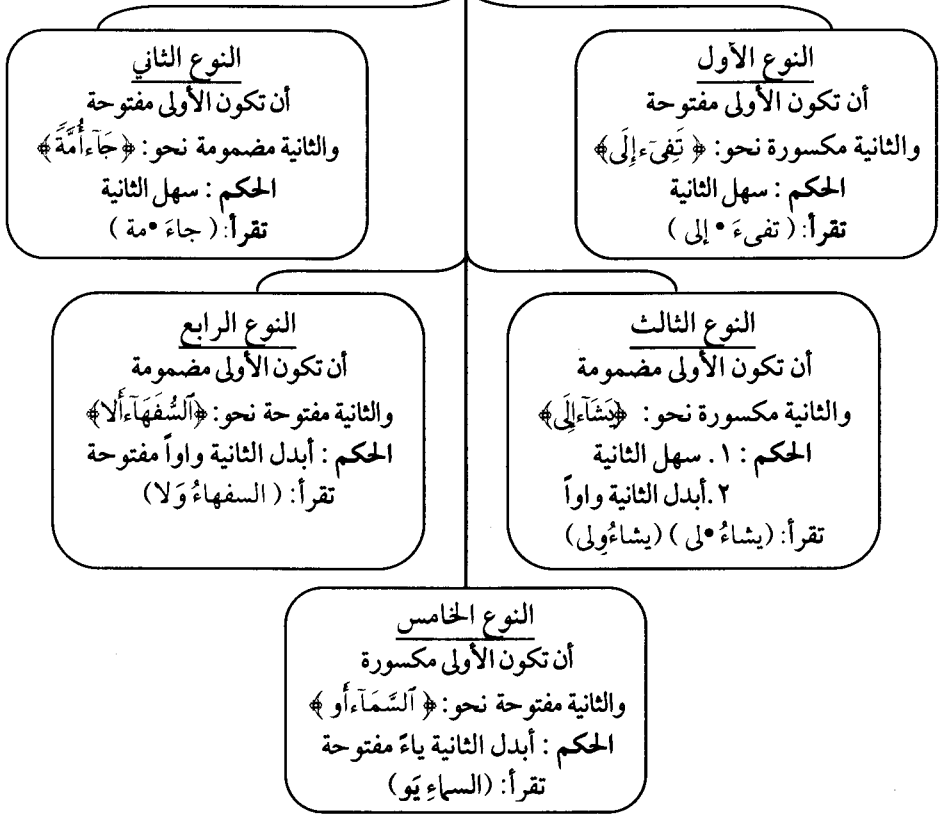 النوع الأول
أن تكون الأولى مفتوحة
والثانية مكسورة نحو: ﴿ تَفِىٓءَ إِلَى﴾
الحكم : سهل الثانية
تقرأ: ( تفىءَ • إلى )
النوع الثاني
أن تكون الأولى مفتوحة
والثانية مضمومة نحو: ﴿جَآءَ أُمَّةً﴾
الحكم : سهل الثانية
تقرأ: ( جاءَ •مة )
النوع الثالث
أن تكون الأولى مضمومة
والثانية مكسورة نحو: ﴿يَشَآءُ إِلَى﴾
الحكم : ١. سهل الثانية
٢.أبدل الثانية واواً
تقرأ: (يشاءُ •لى ) (يشاءُوِلى)
النوع الرابع
أن تكون الأولى مضمومة
والثانية مفتوحة نحو: ﴿ٱلسُّفَهَآءُ أَلا﴾
الحكم : أبدل الثانية واواً مفتوحة
تقرأ: ( السفهاءُ وَلا)
النوع الخامس
أن تكون الأولى مكسورة
والثانية مفتوحة نحو: ﴿ ٱلسَّمَآءِ أَو ﴾
الحكم : أبدل الثانية ياءً مفتوحة
تقرأ: (السماءِ يَو)